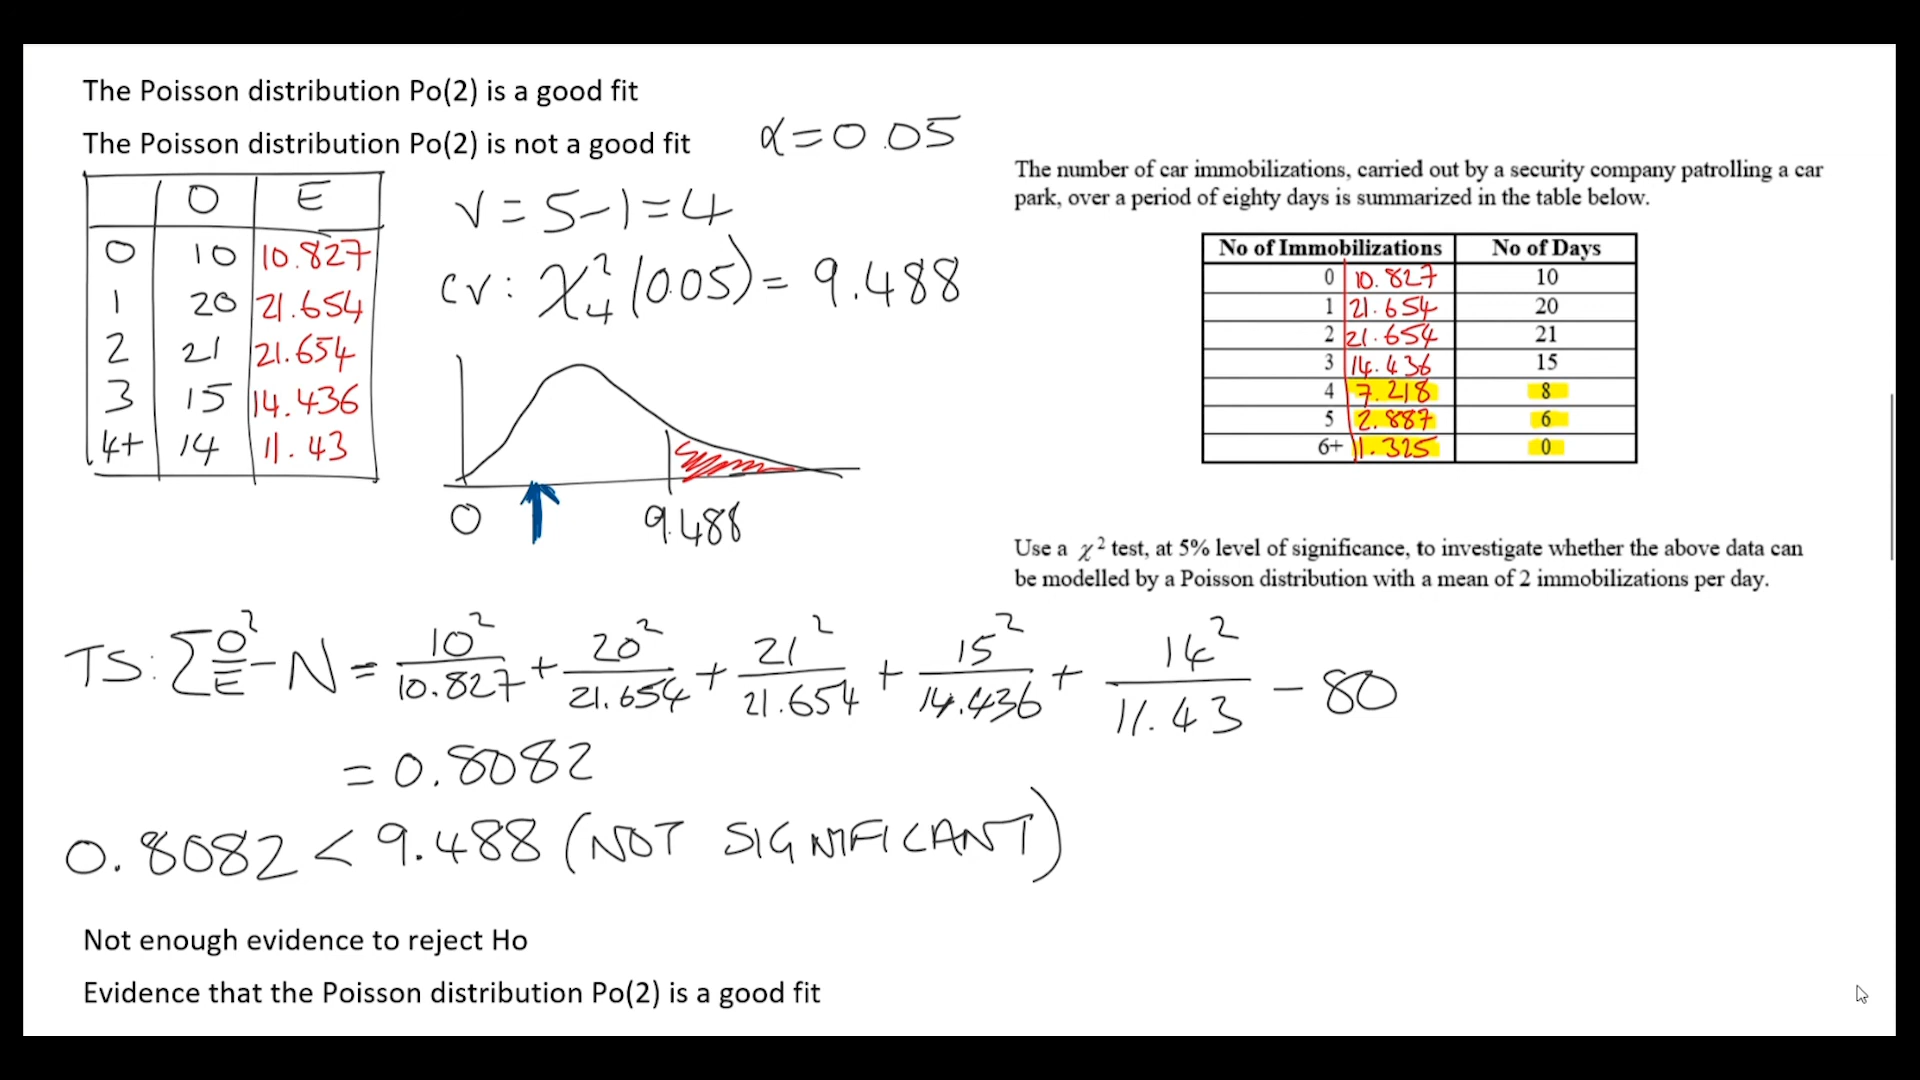 The Poisson distribution Po(2) is a good fit
The Poisson distribution Po(2) is not a good fit
α = 0.05
O E
0 10 10.827
1 20 21.654
2 21 21.654
3 15 14.436
4+ 14 11.43
ν = 5 - 1 = 4
cv: χ²₄ (0.05) = 9.488
0 9.488
The number of car immobilizations, carried out by a security company patrolling a car
park, over a period of eighty days is summarized in the table below.
No of Immobilizations No of Days
0 10.827 10
1 21.654 20
2 21.654 21
3 14.436 15
4 7.218 8
5 2.887 6
6+ 11.325 0
Use a χ² test, at 5% level of significance, to investigate whether the above data can
be modelled by a Poisson distribution with a mean of 2 immobilizations per day.
TS: Σ O²/E - N = 10²/10.827 + 20²/21.654 + 21²/21.654 + 15²/14.436 + 14²/11.43 - 80
= 0.8082
0.8082 < 9.488 (NOT SIGNIFICANT)
Not enough evidence to reject Ho
Evidence that the Poisson distribution Po(2) is a good fit